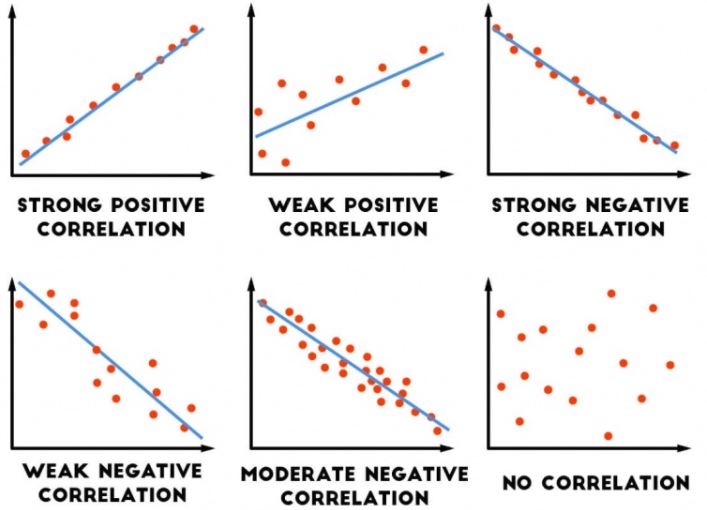 STRONG POSITIVE
CORRELATION
WEAK POSITIVE
CORRELATION
STRONG NEGATIVE
CORRELATION
WEAK NEGATIVE
CORRELATION
MODERATE NEGATIVE
CORRELATION
NO CORRELATION